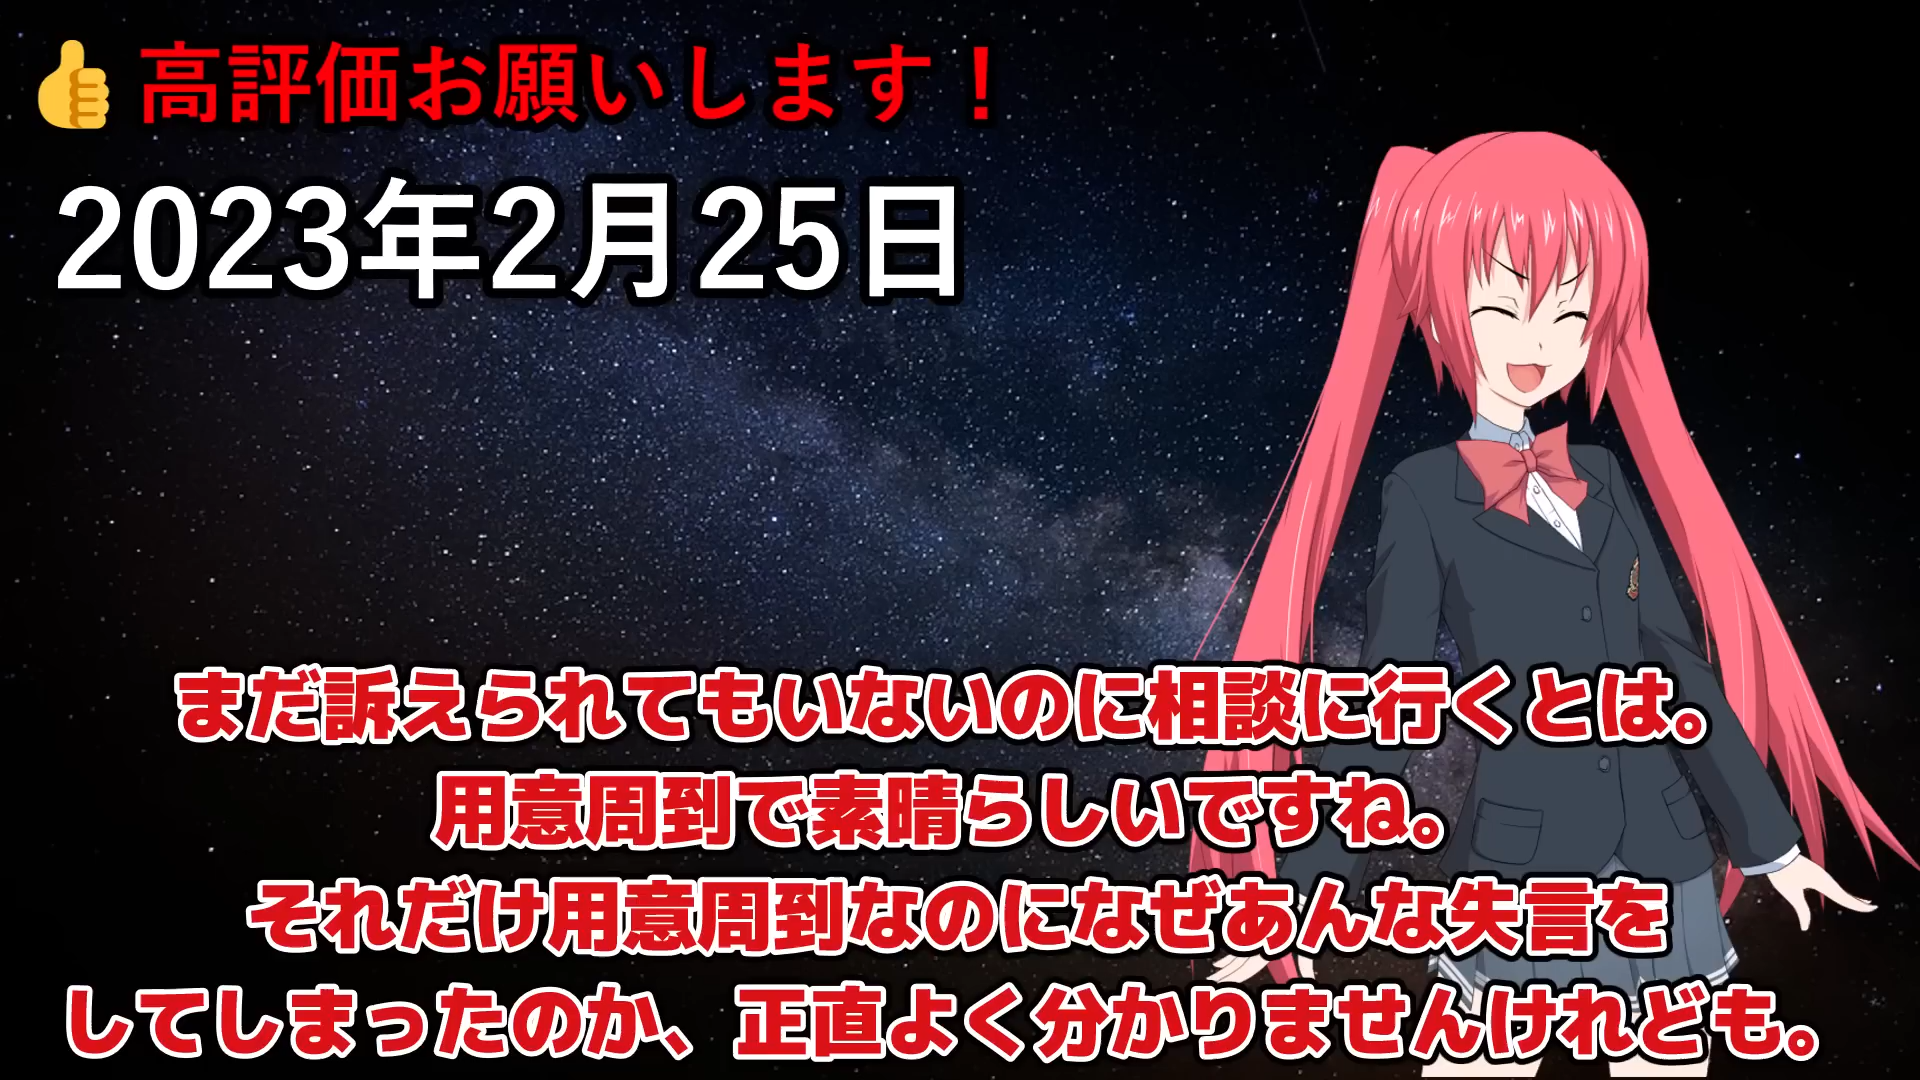 👍高評価お願いします！
2023年2月25日
まだ訴えられてもいないのに相談に行くとは。
用意周到で素晴らしいですね。
それだけ用意周到なのになぜあんな失言を
してしまったのか、正直よく分かりませんけれども。